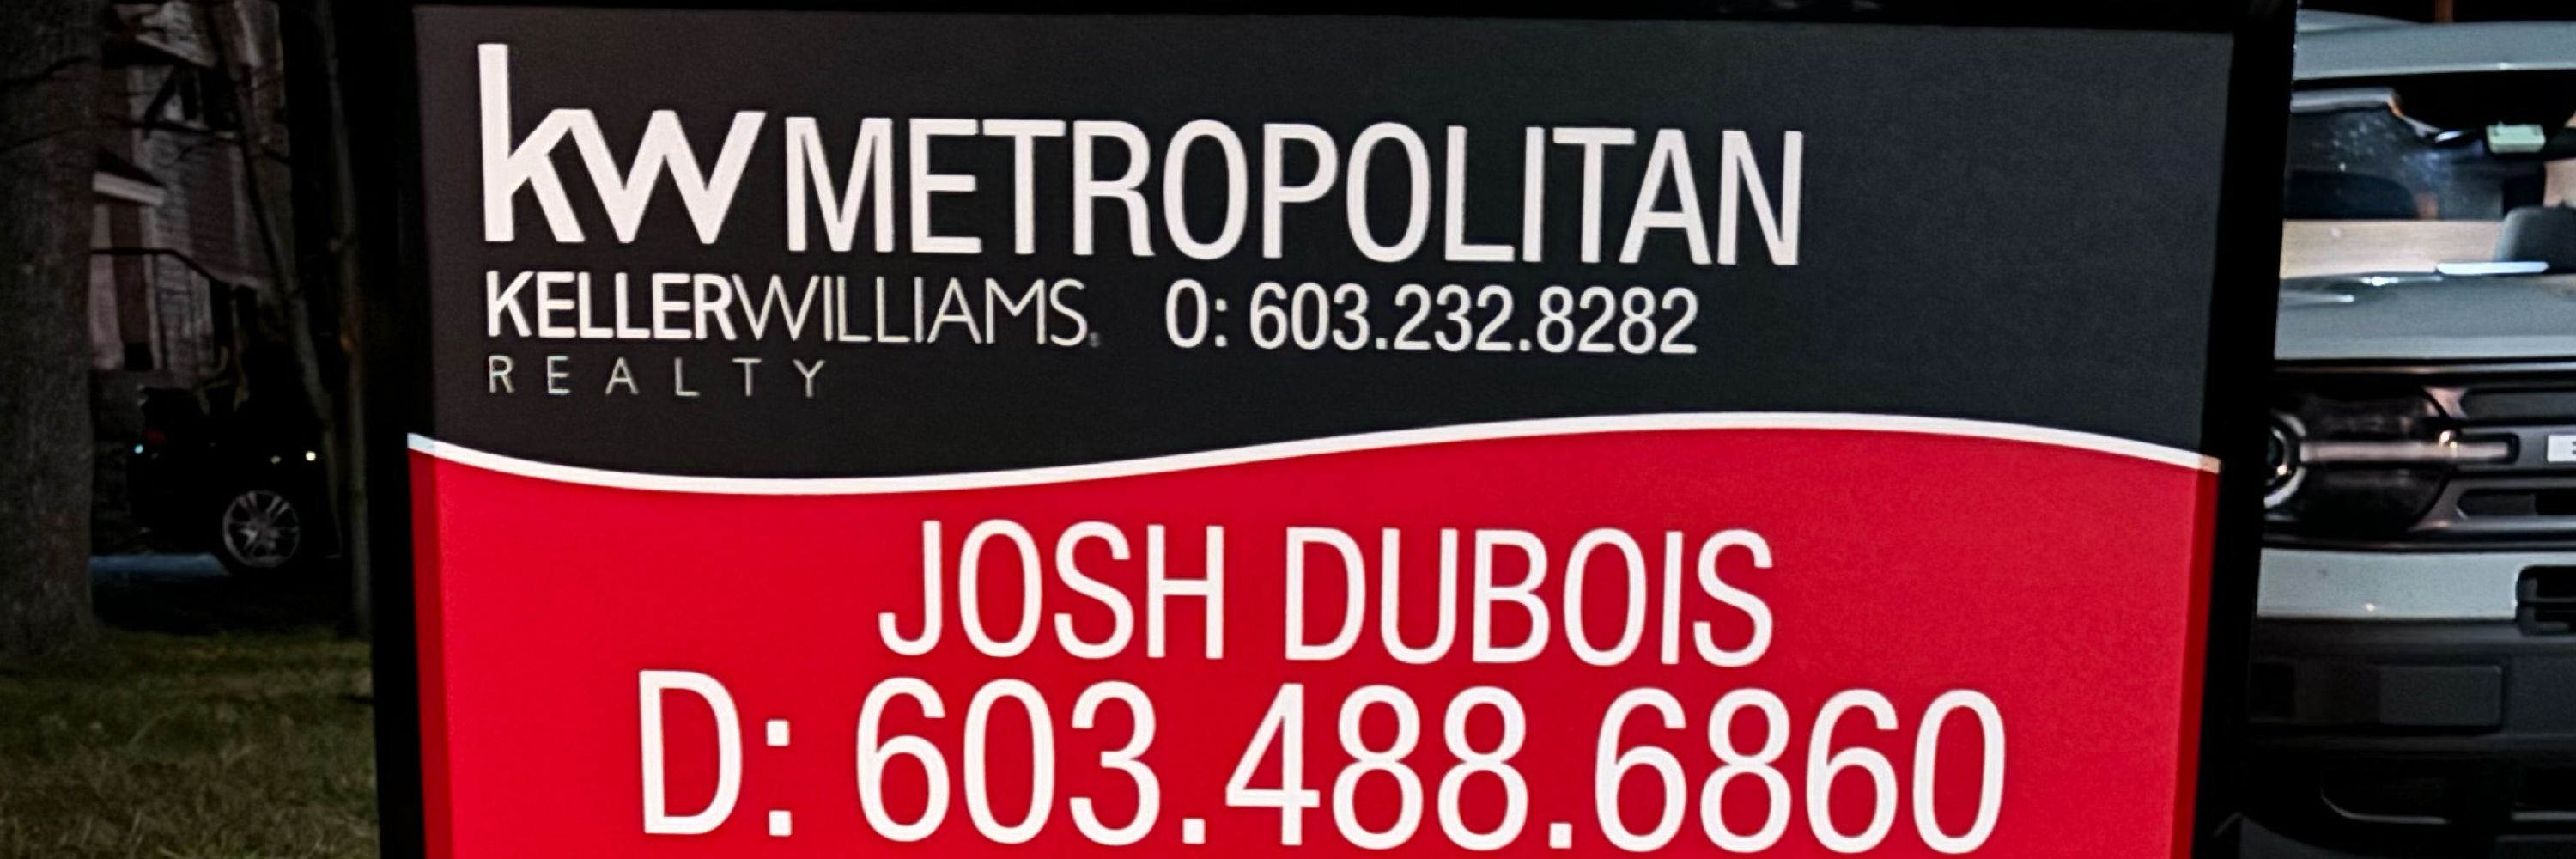 kw METROPOLITAN
KELLERWILLIAMS. O: 603.232.8282
REALTY
JOSH DUBOIS
D: 603.488.6860